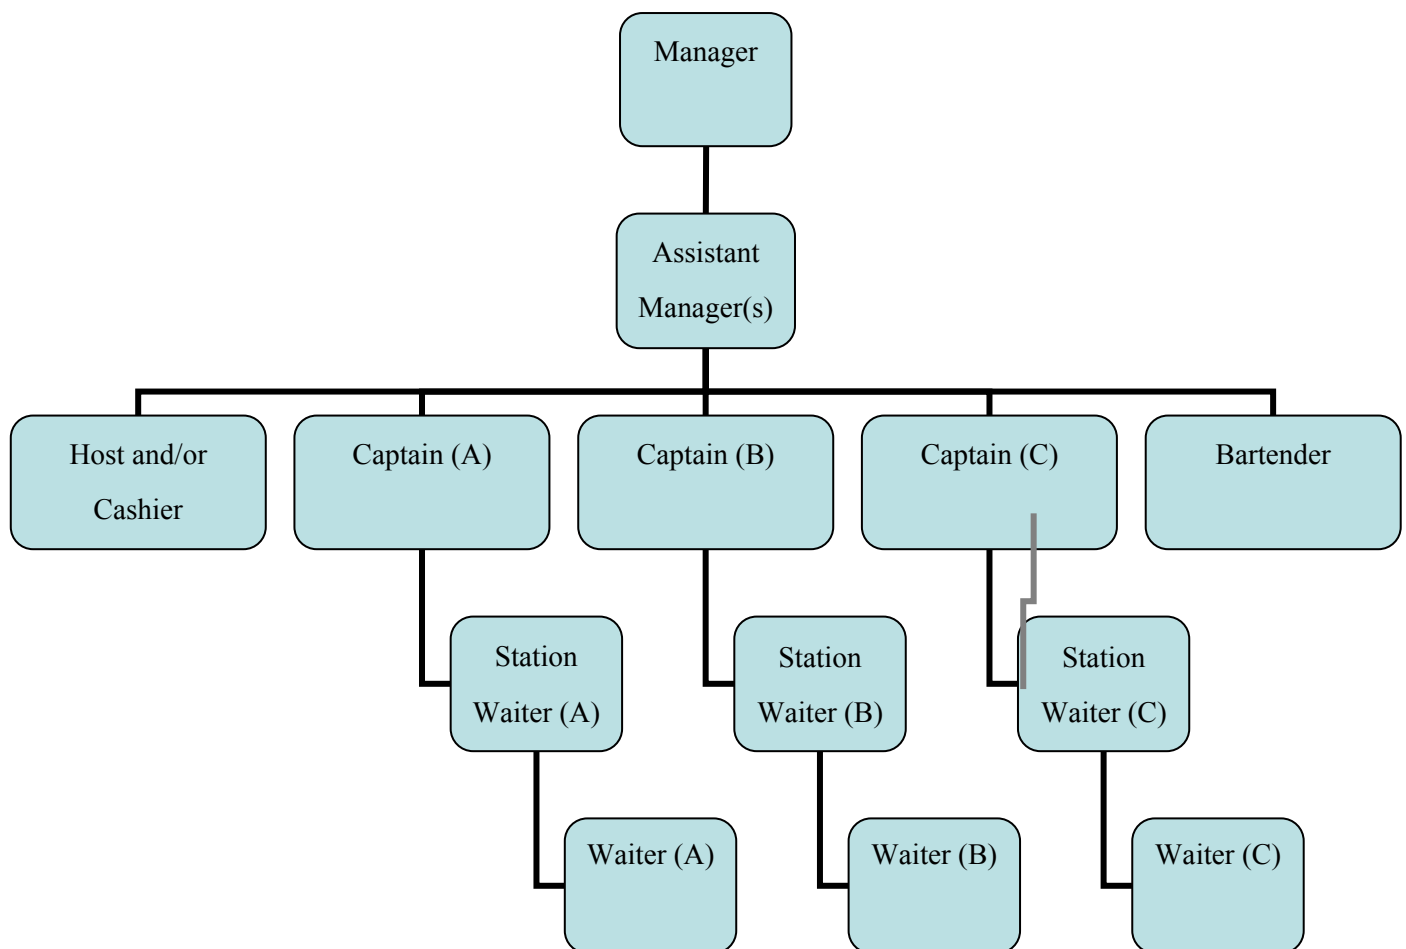 Manager
Assistant
Manager(s)
Host and/or
Cashier
Captain (A)
Captain (B)
Captain (C)
Bartender
Station
Waiter (A)
Station
Waiter (B)
Station
Waiter (C)
Waiter (A)
Waiter (B)
Waiter (C)